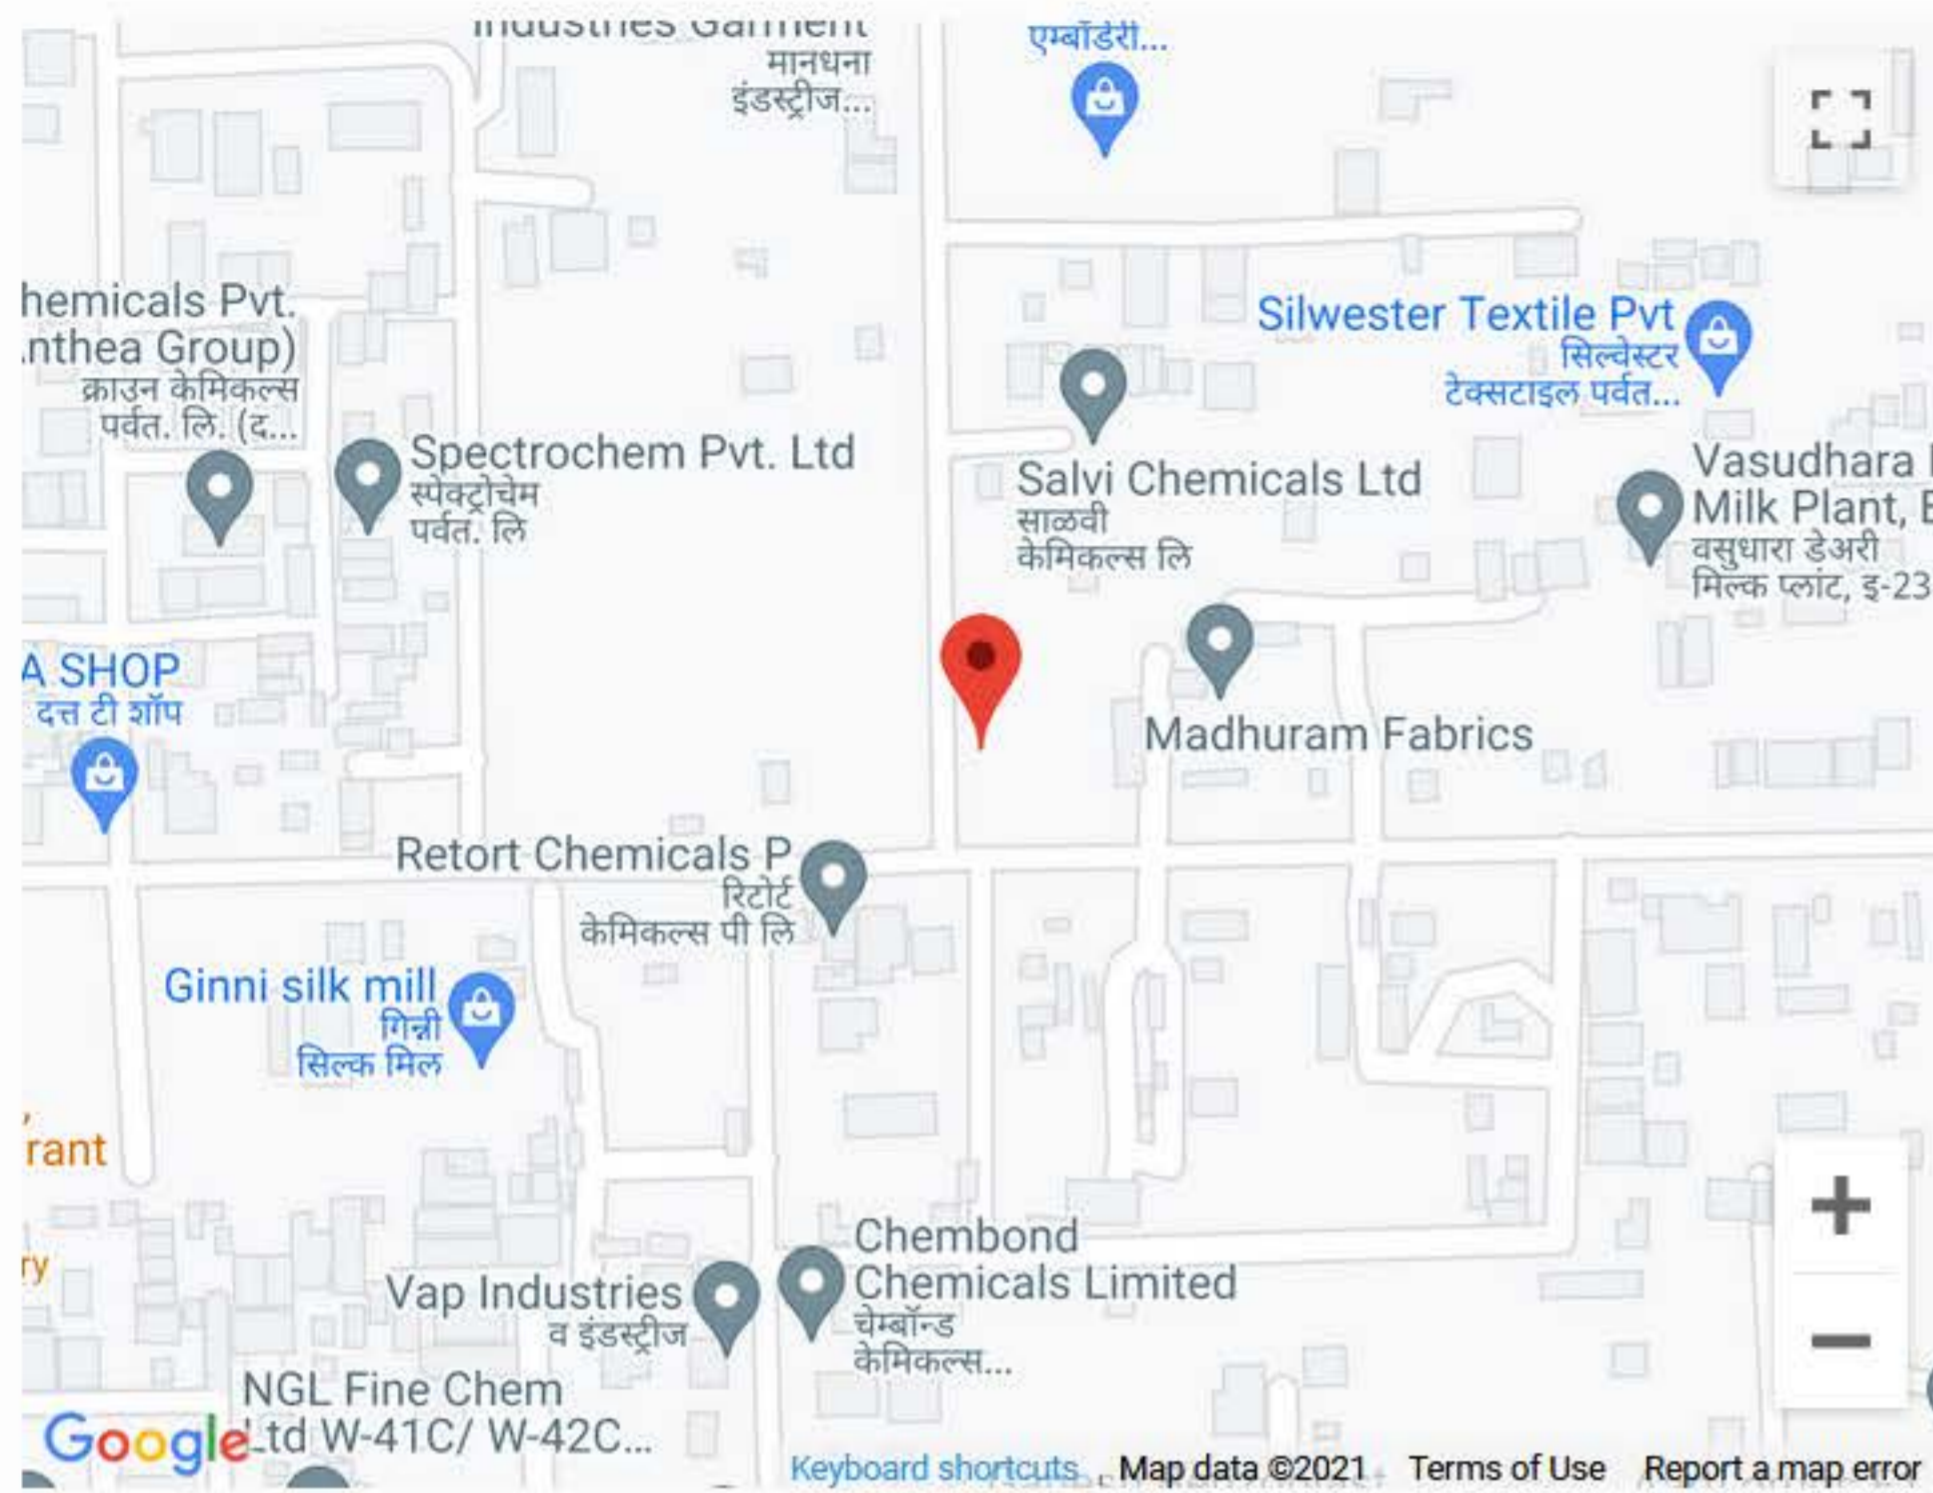 Industries Garment
मानधना
इंडस्ट्रीज...
एम्बॉडेरी...
hemicals Pvt.
nthea Group)
क्राउन केमिकल्स
पर्वत. लि. (द...
Silwester Textile Pvt
सिल्वेस्टर
टेक्सटाइल पर्वत...
Spectrochem Pvt. Ltd
स्पेक्ट्रोचेम
पर्वत. लि
Salvi Chemicals Ltd
साळवी
केमिकल्स लि
Vasudhara
Milk Plant, E
वसुधारा डेअरी
मिल्क प्लांट, इ-23
A SHOP
दत्त टी शॉप
Madhuram Fabrics
Retort Chemicals P
रिटोर्ट
केमिकल्स पी लि
Ginni silk mill
गिन्नी
सिल्क मिल
rant
ry
Chembond
Chemicals Limited
चेम्बॉन्ड
केमिकल्स...
Vap Industries
व इंडस्ट्रीज
NGL Fine Chem
Ltd W-41C/ W-42C...
Google
Keyboard shortcuts Map data ©2021 Terms of Use Report a map error